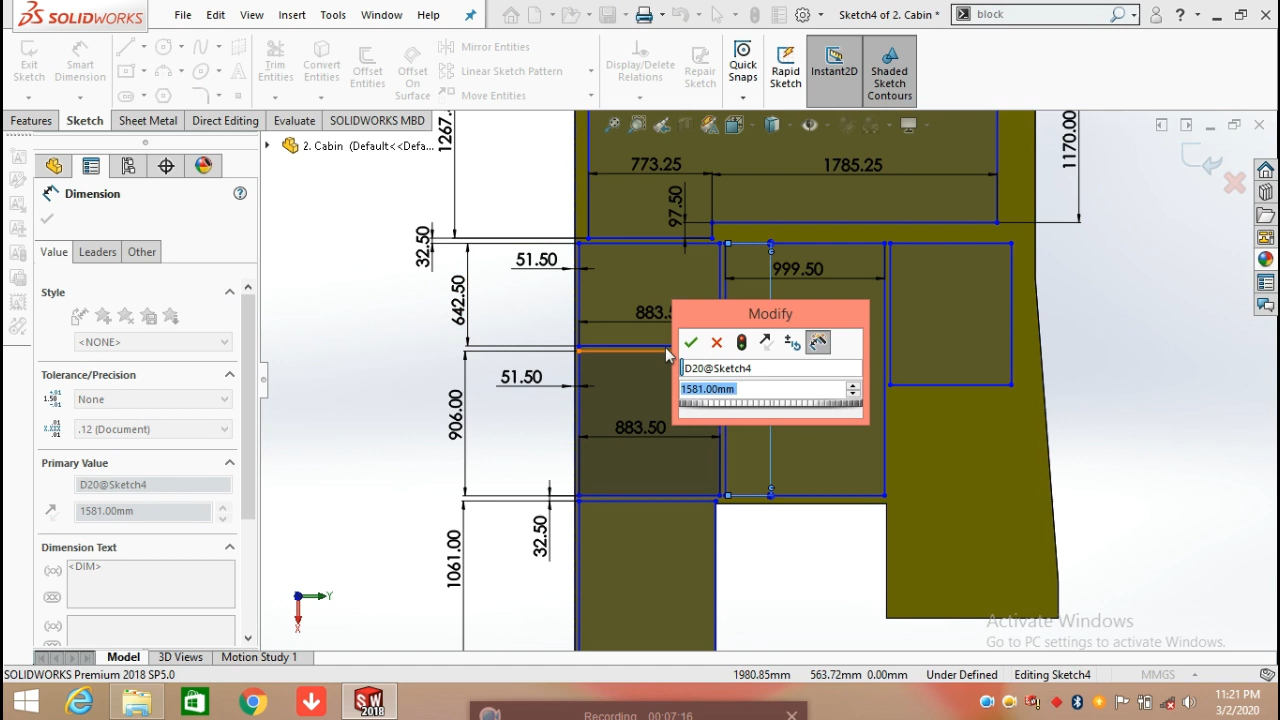 SOLIDWORKS File Edit View Insert Tools Window Help Sketch4 of 2. Cabin * block
Exit Sketch Smart Dimension Trim Entities Convert Entities Offset Entities Offset On Surface Mirror Entities Linear Sketch Pattern Move Entities Display/Delete Relations Repair Sketch Quick Snaps Rapid Sketch Instant2D Shaded Sketch Contours
Features Sketch Sheet Metal Direct Editing Evaluate SOLIDWORKS MBD
2. Cabin (Default<<Defa...
Dimension
Value Leaders Other
Style
<NONE>
Tolerance/Precision
None
.12 (Document)
Primary Value
D20@Sketch4
1581.00mm
Dimension Text
<DIM>
1267.
1170.00
773.25
1785.25
97.50
32.50
51.50
999.50
642.50
883.5
Modify
D20@Sketch4
1581.00mm
51.50
906.00
883.50
32.50
1061.00
Y
X
Activate Windows
Go to PC settings to activate Windows.
Model 3D Views Motion Study 1
SOLIDWORKS Premium 2018 SP5.0 1980.85mm 563.72mm 0.00mm Under Defined Editing Sketch4 MMGS
SW 2018
Recording 00:07:16
11:21 PM
3/2/2020